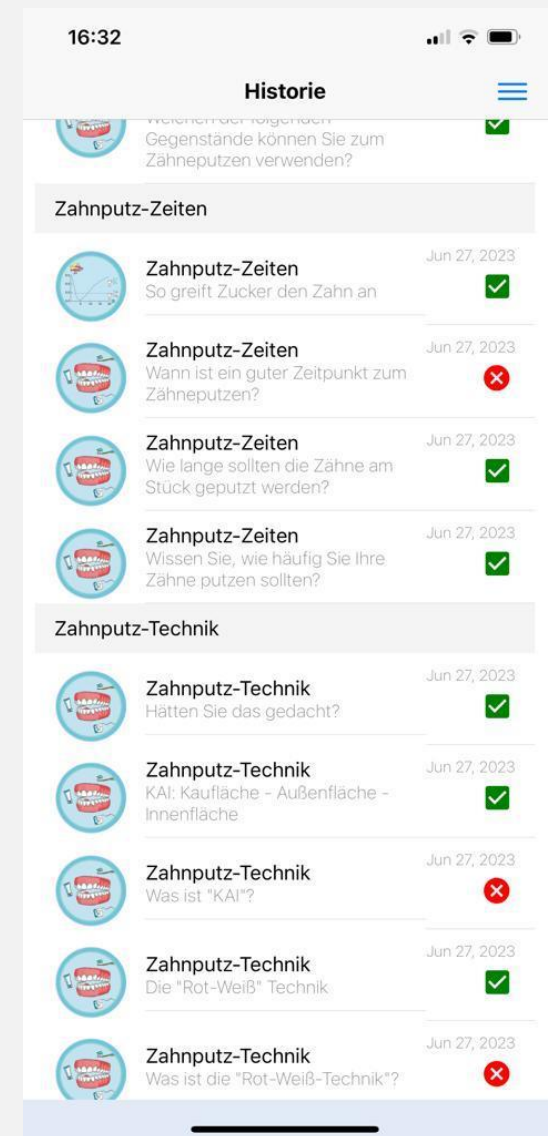 16:32
Historie
Welchen der folgenden
Gegenstände können Sie zum
Zähneputzen verwenden?
Zahnputz-Zeiten
Zahnputz-Zeiten
Jun 27, 2023
So greift Zucker den Zahn an
Zahnputz-Zeiten
Jun 27, 2023
Wann ist ein guter Zeitpunkt zum
Zähneputzen?
Zahnputz-Zeiten
Jun 27, 2023
Wie lange sollten die Zähne am
Stück geputzt werden?
Zahnputz-Zeiten
Jun 27, 2023
Wissen Sie, wie häufig Sie Ihre
Zähne putzen sollten?
Zahnputz-Technik
Zahnputz-Technik
Jun 27, 2023
Hätten Sie das gedacht?
Zahnputz-Technik
Jun 27, 2023
KAI: Kaufläche - Außenfläche -
Innenfläche
Zahnputz-Technik
Jun 27, 2023
Was ist "KAI"?
Zahnputz-Technik
Jun 27, 2023
Die "Rot-Weiß" Technik
Zahnputz-Technik
Jun 27, 2023
Was ist die "Rot-Weiß-Technik"?